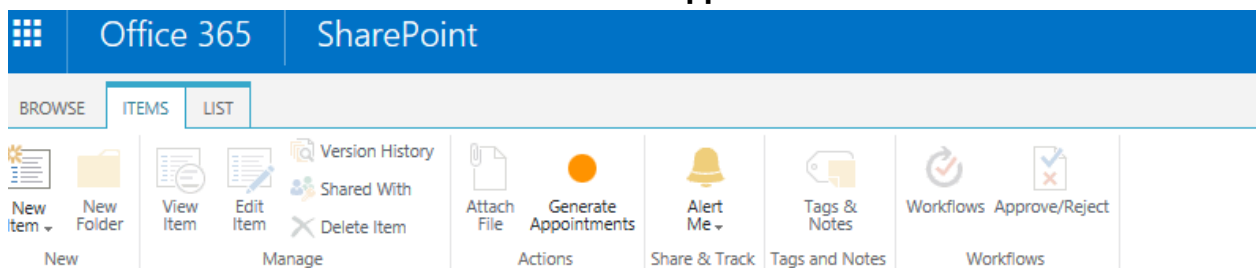 Office 365 SharePoint
BROWSE ITEMS LIST
New Item
New Folder
View Item
Edit Item
Version History
Shared With
Delete Item
Attach File
Generate Appointments
Alert Me
Tags & Notes
Workflows
Approve/Reject
New
Manage
Actions
Share & Track
Tags and Notes
Workflows